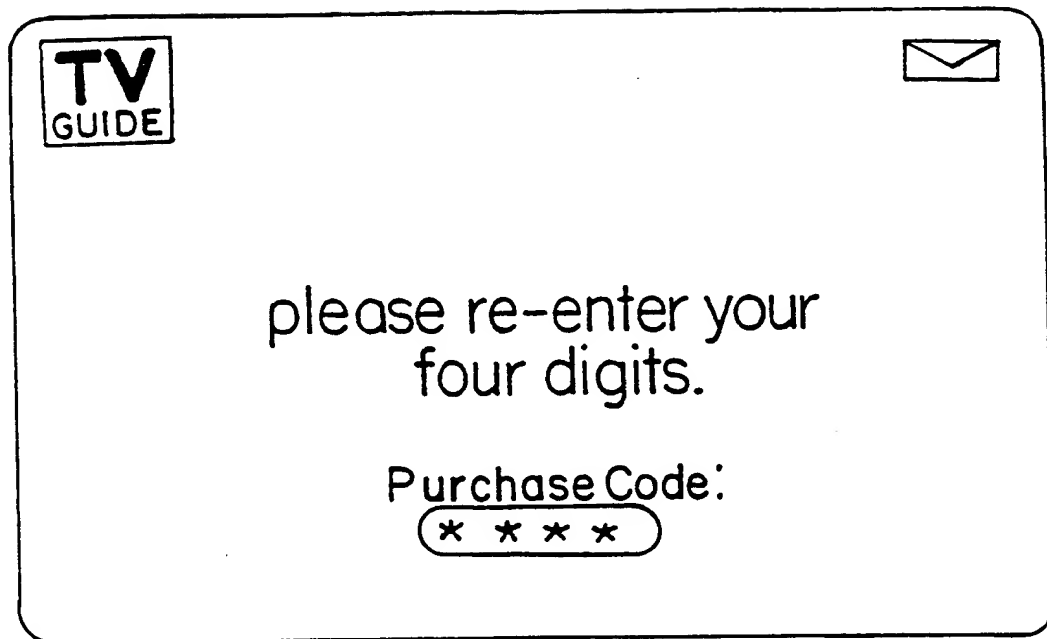 TV
GUIDE
please re-enter your
four digits.
Purchase Code:
* * * *